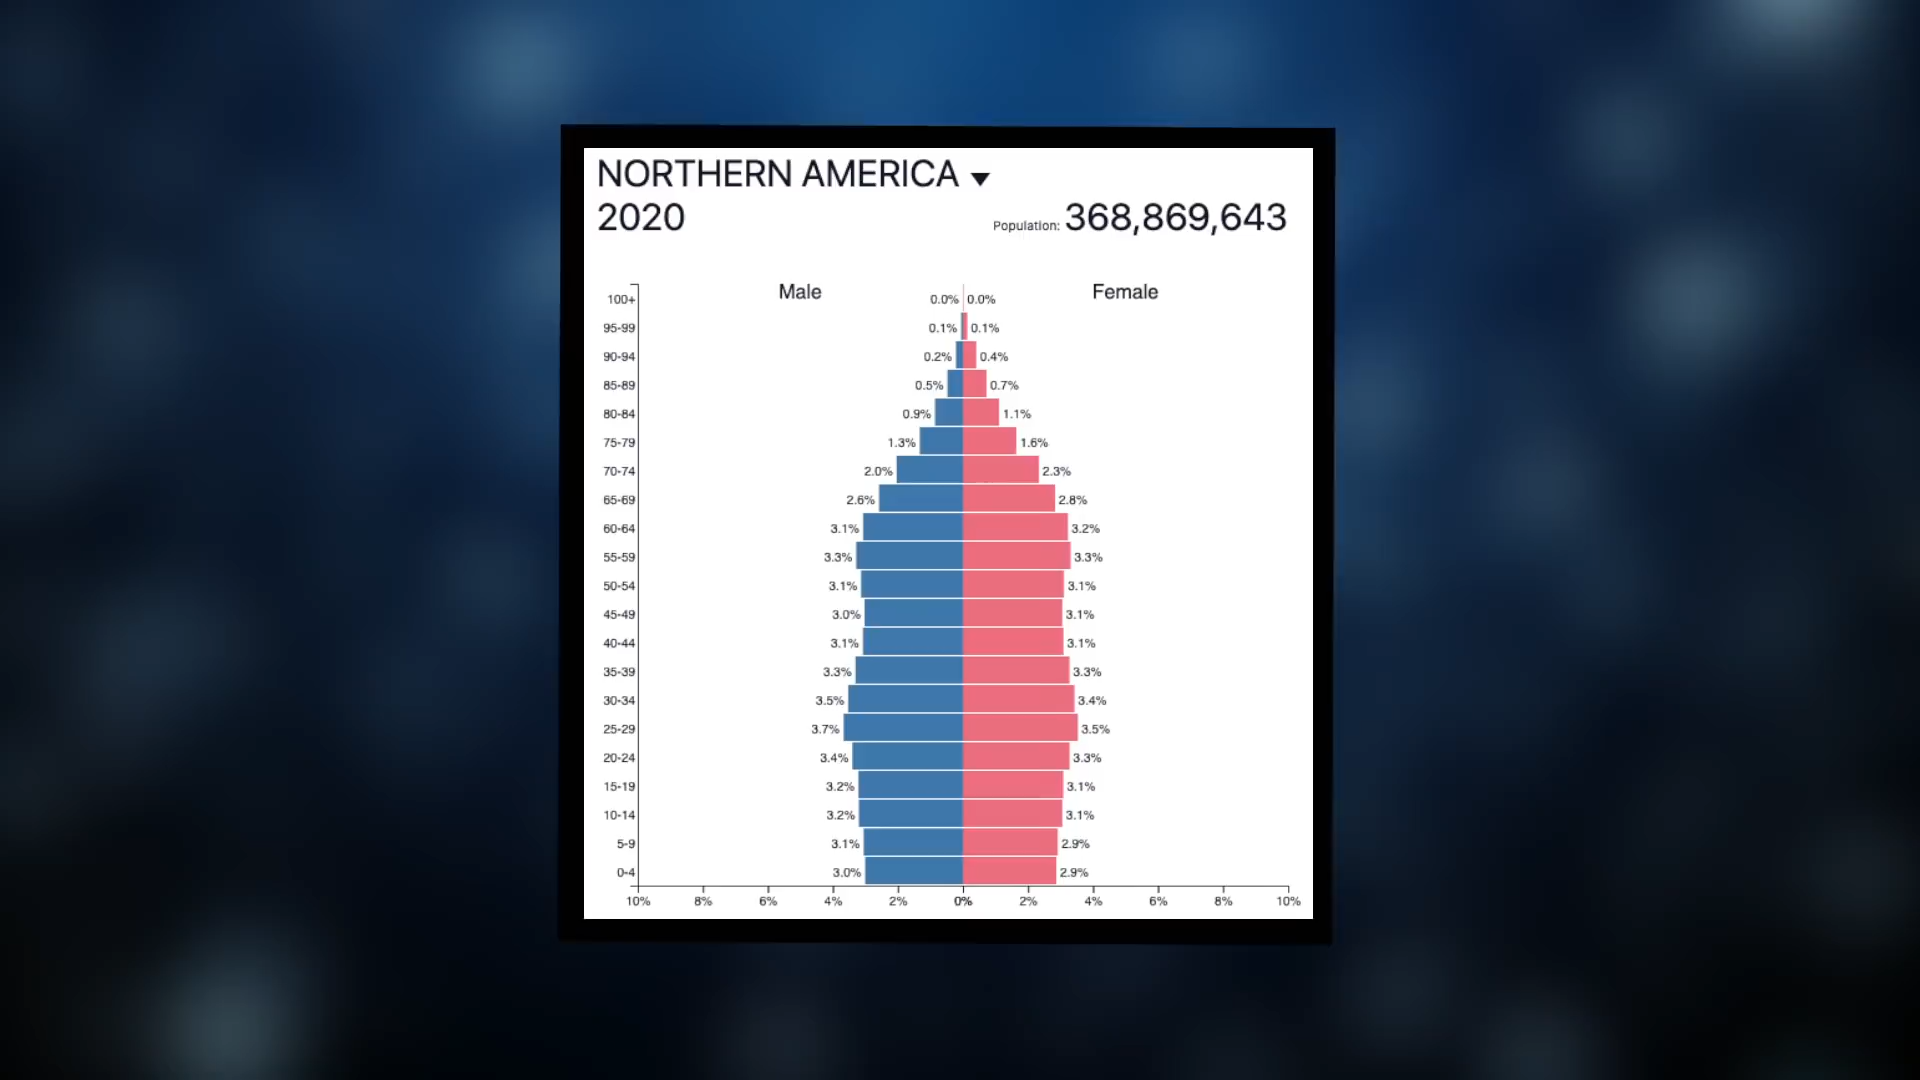 NORTHERN AMERICA
2020
Population: 368,869,643
Male Female
100+ 0.0% 0.0%
95-99 0.1% 0.1%
90-94 0.2% 0.4%
85-89 0.5% 0.7%
80-84 0.9% 1.1%
75-79 1.3% 1.6%
70-74 2.0% 2.3%
65-69 2.6% 2.8%
60-64 3.1% 3.2%
55-59 3.3% 3.3%
50-54 3.1% 3.1%
45-49 3.0% 3.1%
40-44 3.1% 3.1%
35-39 3.3% 3.3%
30-34 3.5% 3.4%
25-29 3.7% 3.5%
20-24 3.4% 3.3%
15-19 3.2% 3.1%
10-14 3.2% 3.1%
5-9 3.1% 2.9%
0-4 3.0% 2.9%
10% 8% 6% 4% 2% 0% 2% 4% 6% 8% 10%